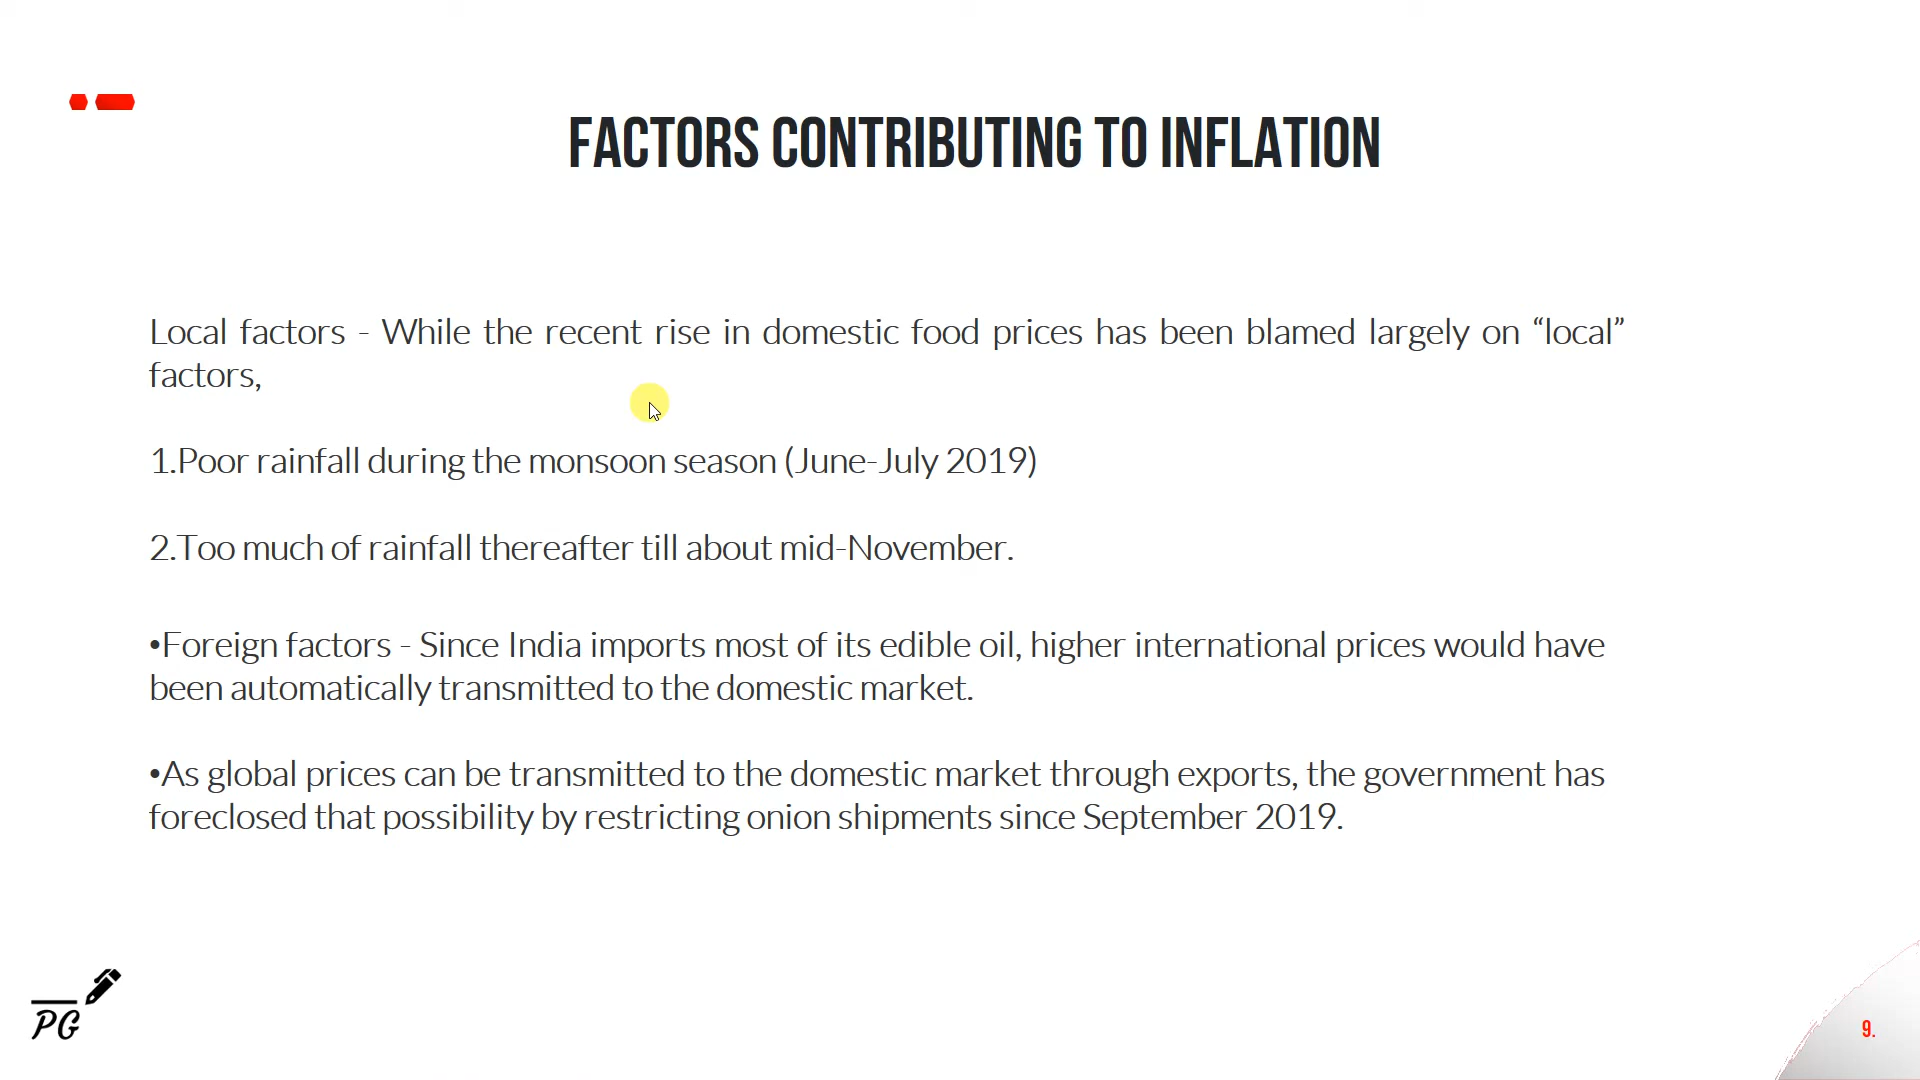 FACTORS CONTRIBUTING TO INFLATION
Local factors - While the recent rise in domestic food prices has been blamed largely on “local”
factors,
1.Poor rainfall during the monsoon season (June-July 2019)
2.Too much of rainfall thereafter till about mid-November.
•Foreign factors - Since India imports most of its edible oil, higher international prices would have
been automatically transmitted to the domestic market.
•As global prices can be transmitted to the domestic market through exports, the government has
foreclosed that possibility by restricting onion shipments since September 2019.
PG
9.